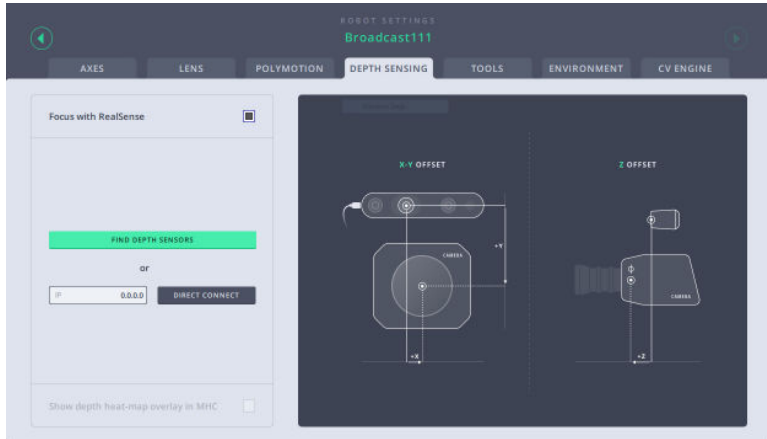 ROBOT SETTINGS
Broadcast111
AXES
LENS
POLYMOTION
DEPTH SENSING
TOOLS
ENVIRONMENT
CV ENGINE
Focus with RealSense
FIND DEPTH SENSORS
or
IP 0.0.0.0
DIRECT CONNECT
Show depth heat-map overlay in MHC
X-Y OFFSET
+Y
CAMERA
+X
Z OFFSET
CAMERA
+Z